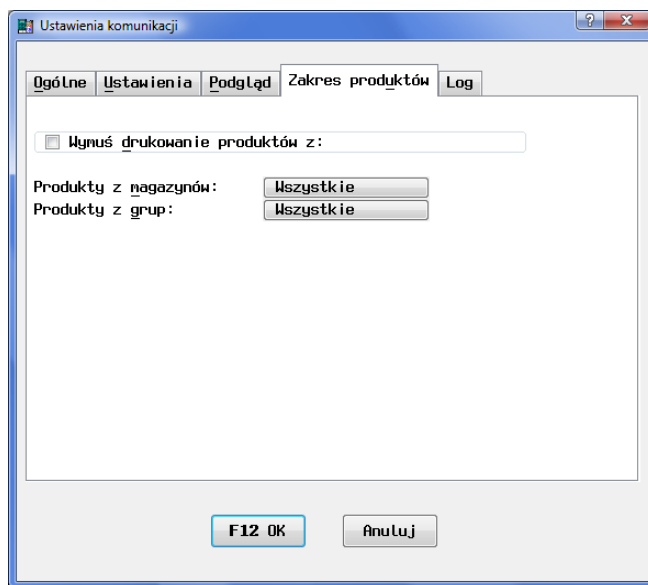 Ustawienia komunikacji
Ogólne Ustawienia Podgląd Zakres produktów Log
Wymuś drukowanie produktów z:
Produkty z magazynów: Wszystkie
Produkty z grup: Wszystkie
F12 OK Anuluj